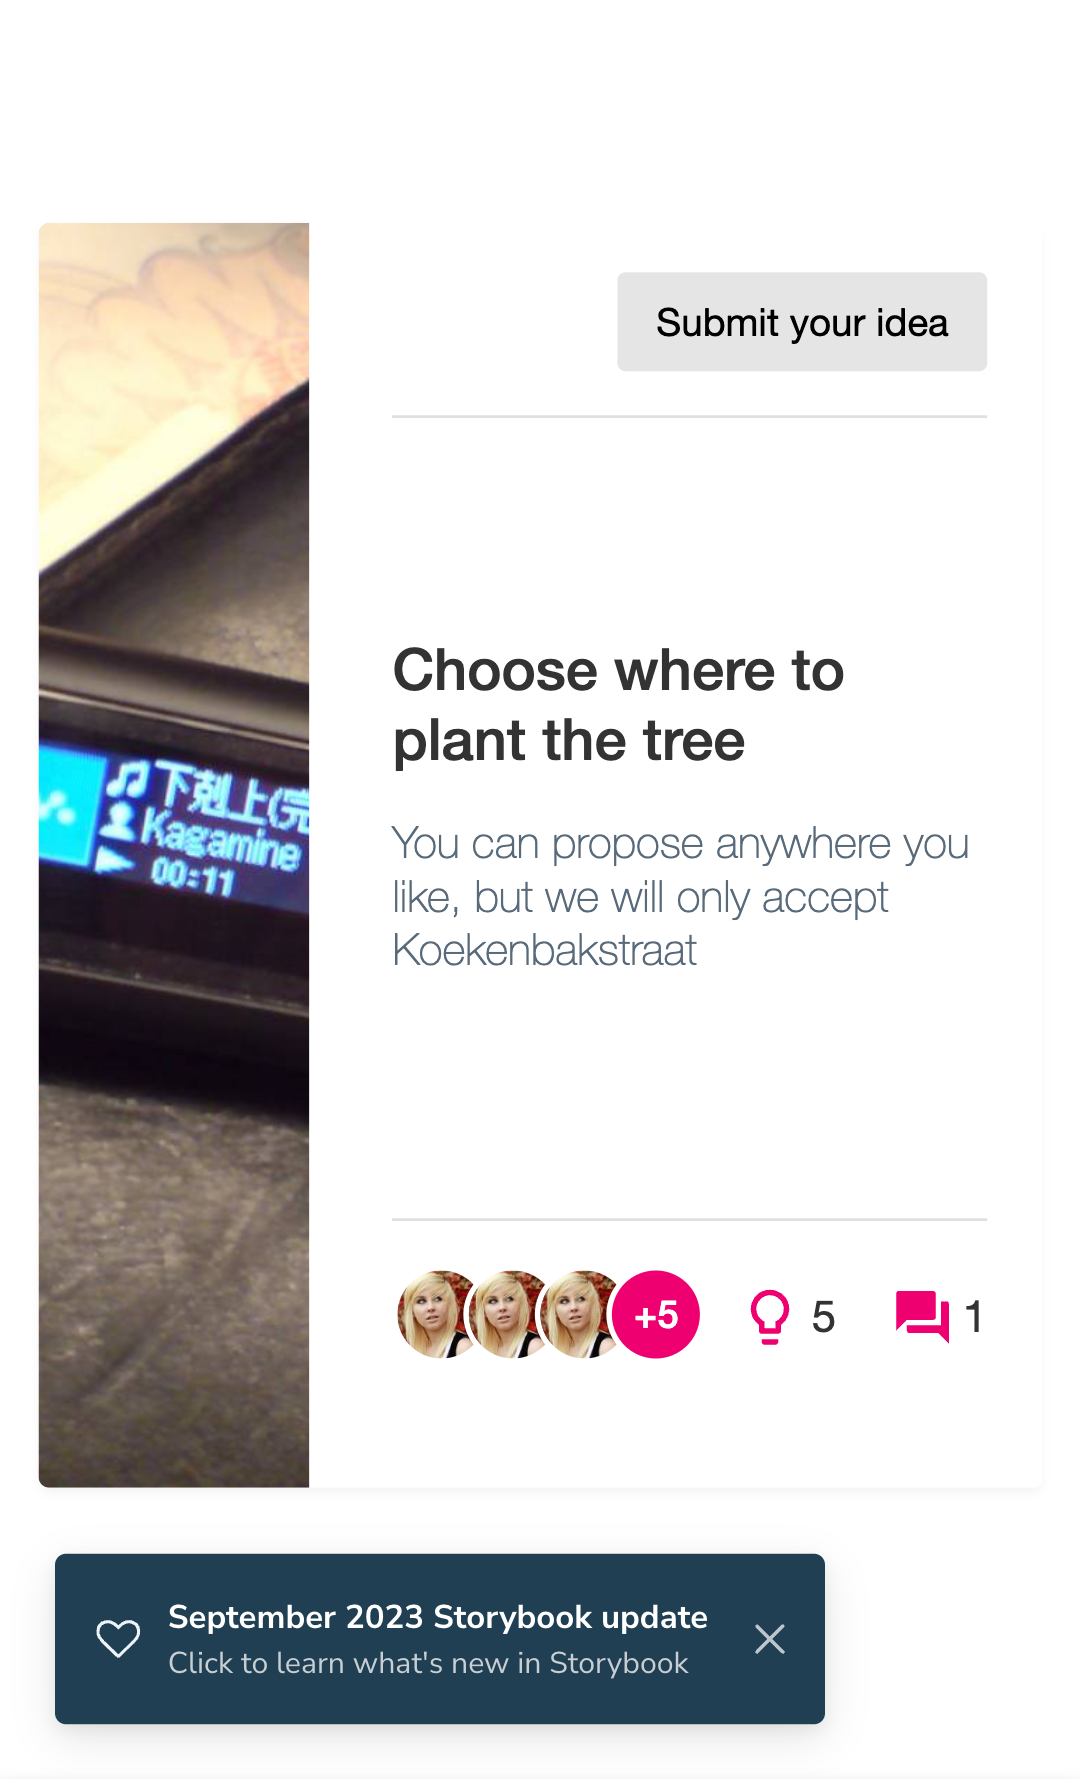 Submit your idea
下剋上(完
Kagamine
00:11
Choose where to
plant the tree
You can propose anywhere you
like, but we will only accept
Koekenbakstraat
+5
5
1
September 2023 Storybook update
Click to learn what's new in Storybook